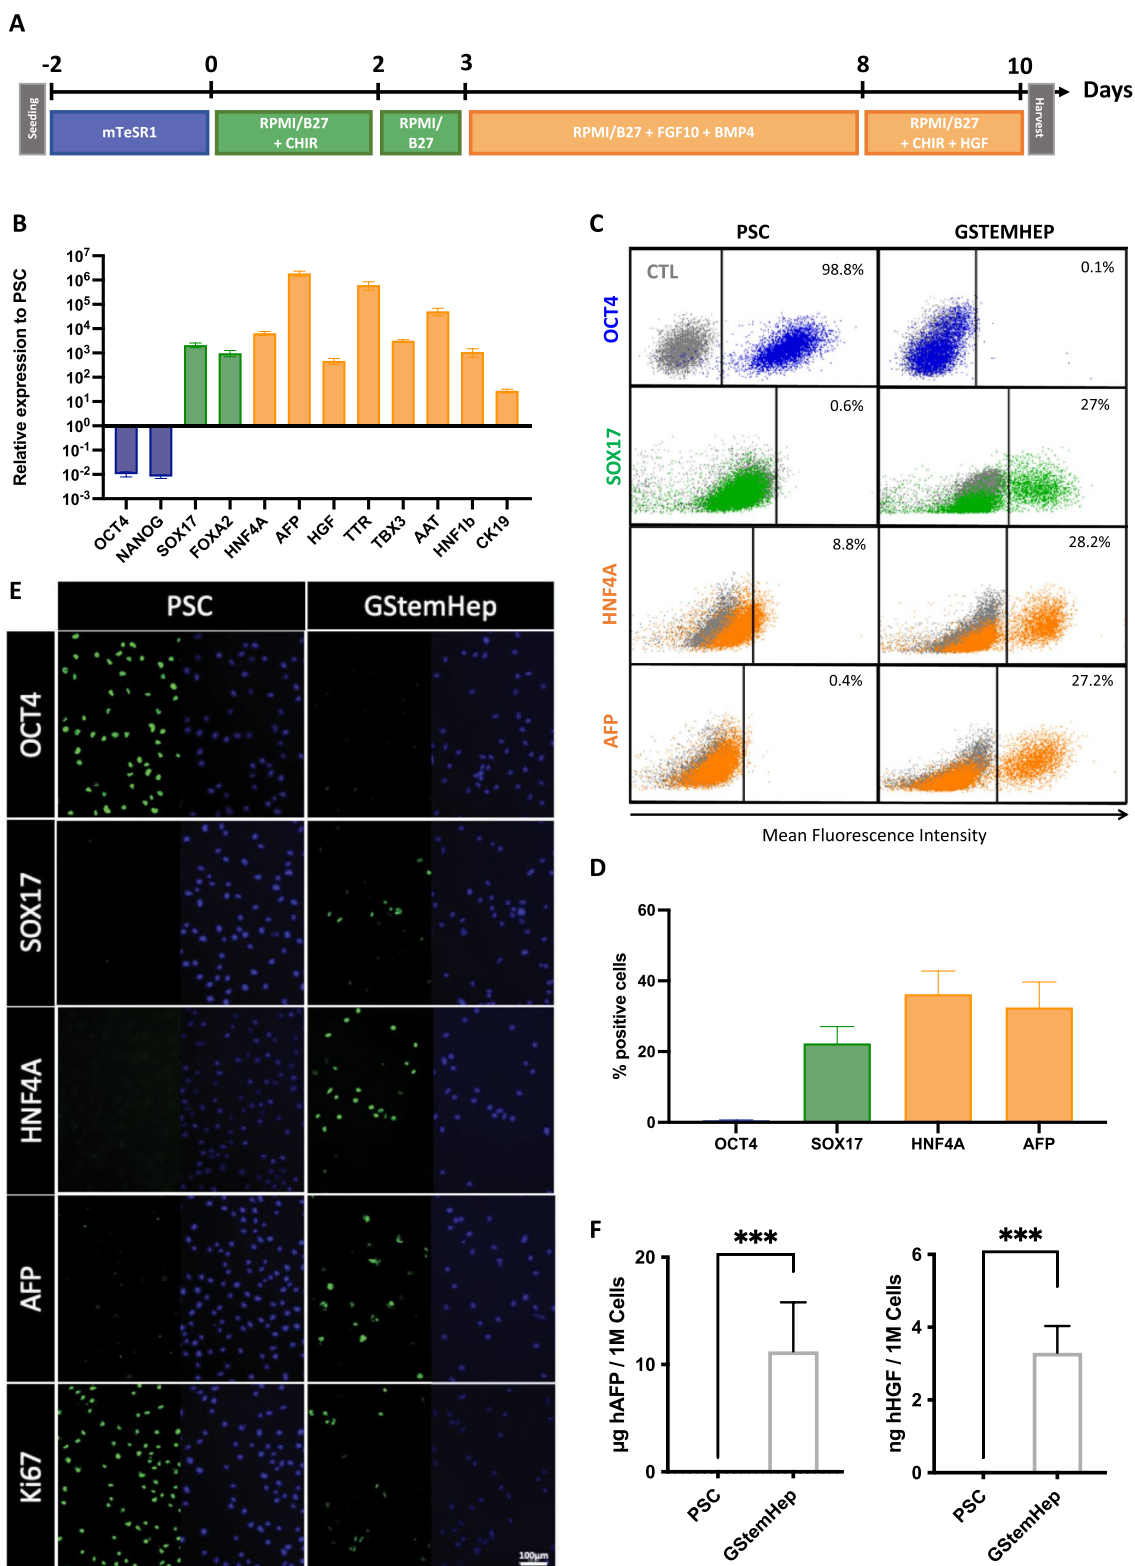 A
-2 0 2 3 8 10 Days
Seeding
mTeSR1
RPMI/B27
+ CHIR
RPMI/
B27
RPMI/B27 + FGF10 + BMP4
RPMI/B27
+ CHIR + HGF
Harvest
B
Relative expression to PSC
10⁷
10⁶
10⁵
10⁴
10³
10²
10¹
10⁰
10⁻¹
10⁻²
10⁻³
OCT4 NANOG SOX17 FOXA2 HNF4A AFP HGF TTR TBX3 AAT HNF1b CK19
C
PSC GSTEMHEP
OCT4 CTL 98.8% 0.1%
SOX17 0.6% 27%
HNF4A 8.8% 28.2%
AFP 0.4% 27.2%
Mean Fluorescence Intensity
D
% positive cells
60
40
20
0
OCT4 SOX17 HNF4A AFP
E
PSC GStemHep
OCT4
SOX17
HNF4A
AFP
Ki67
100µm
F
µg hAFP / 1M Cells
20
10
0
***
PSC GStemHep
ng hHGF / 1M Cells
6
4
2
0
***
PSC GStemHep